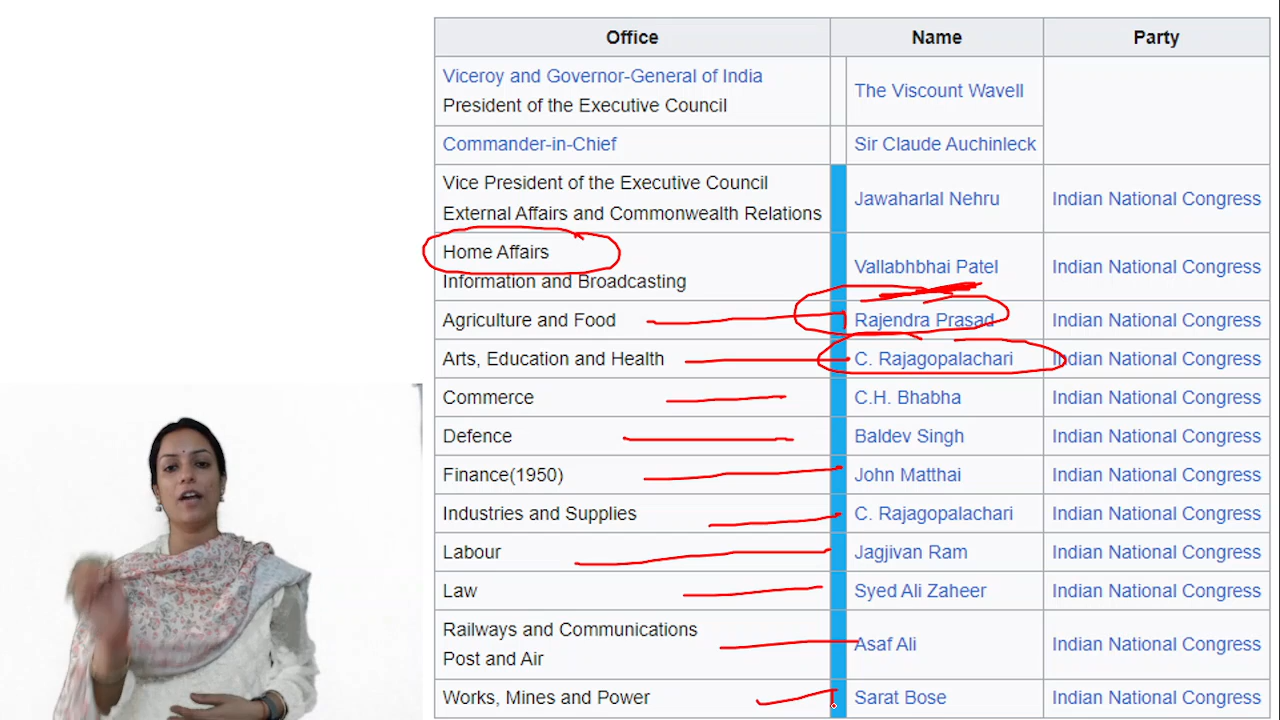 Office Name Party
Viceroy and Governor-General of India
President of the Executive Council
The Viscount Wavell
Commander-in-Chief Sir Claude Auchinleck
Vice President of the Executive Council
External Affairs and Commonwealth Relations
Jawaharlal Nehru Indian National Congress
Home Affairs
Information and Broadcasting
Vallabhbhai Patel Indian National Congress
Agriculture and Food Rajendra Prasad Indian National Congress
Arts, Education and Health C. Rajagopalachari Indian National Congress
Commerce C.H. Bhabha Indian National Congress
Defence Baldev Singh Indian National Congress
Finance(1950) John Matthai Indian National Congress
Industries and Supplies C. Rajagopalachari Indian National Congress
Labour Jagjivan Ram Indian National Congress
Law Syed Ali Zaheer Indian National Congress
Railways and Communications
Post and Air
Asaf Ali Indian National Congress
Works, Mines and Power Sarat Bose Indian National Congress